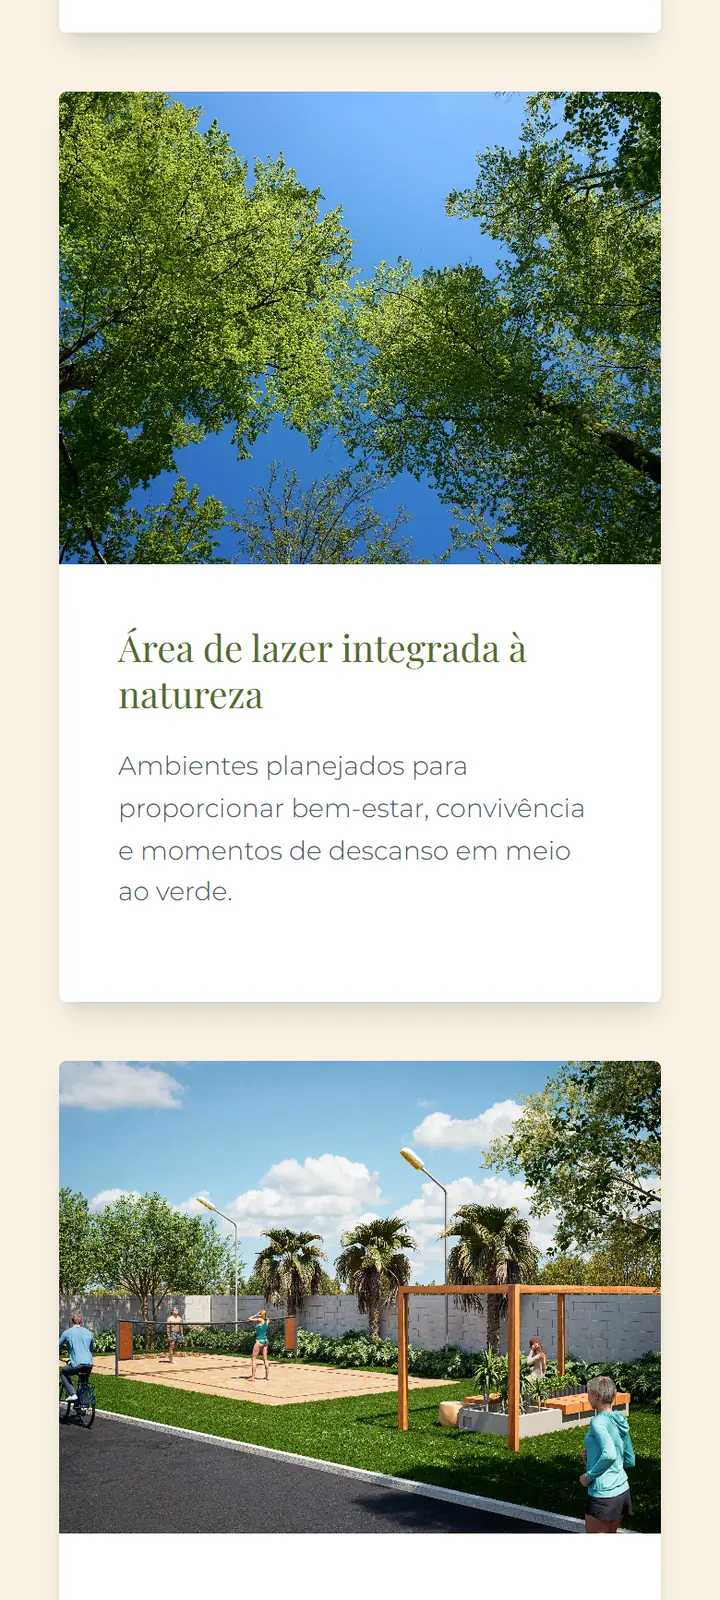 Área de lazer integrada à
natureza
Ambientes planejados para
proporcionar bem-estar, convivência
e momentos de descanso em meio
ao verde.